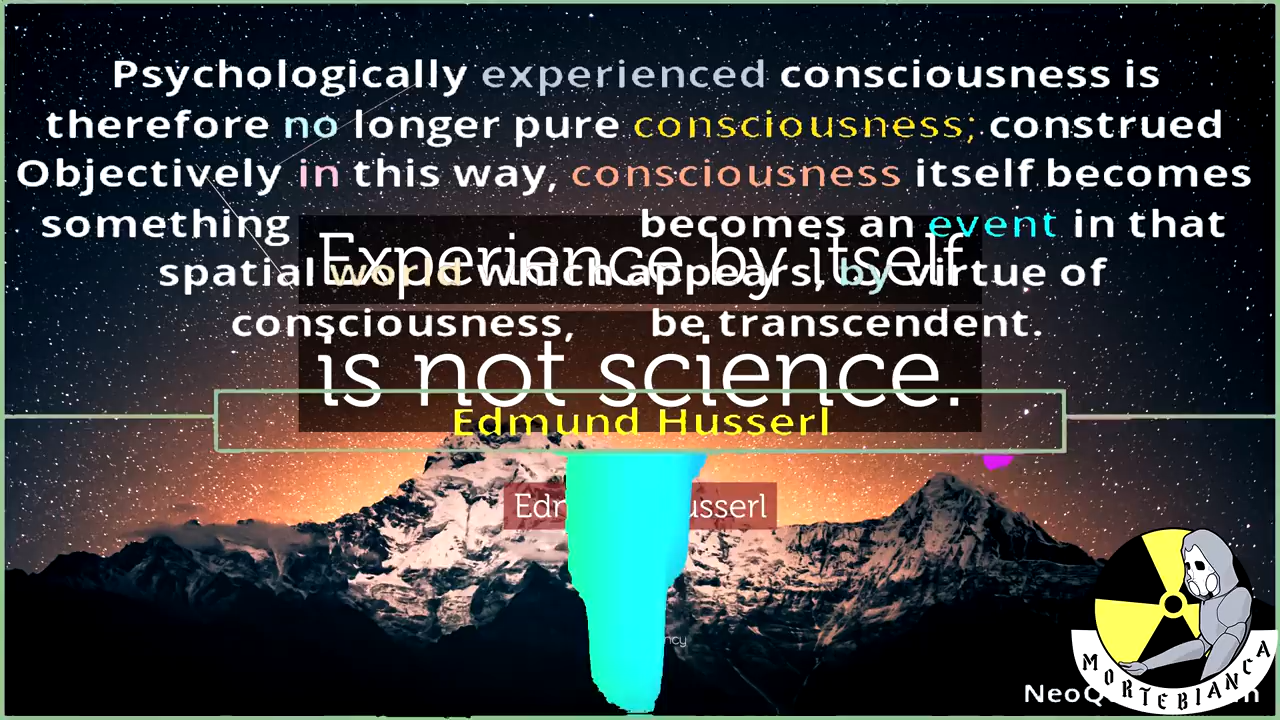 Psychologically experienced consciousness is
therefore no longer pure consciousness; construed
Objectively in this way, consciousness itself becomes
something becomes an event in that
spatial world which appears, by virtue of
consciousness, be transcendent.
Experience by itself
is not science.
Edmund Husserl
MORTEBIANCA